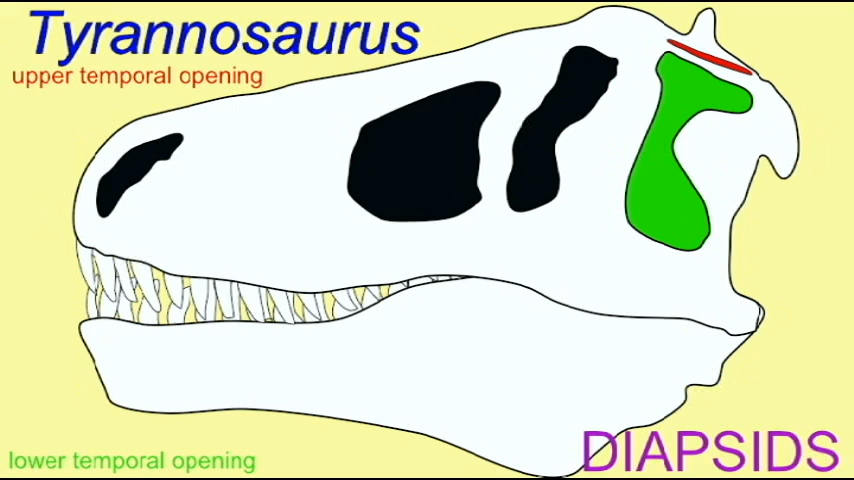 Tyrannosaurus
upper temporal opening
lower temporal opening
DIAPSIDS